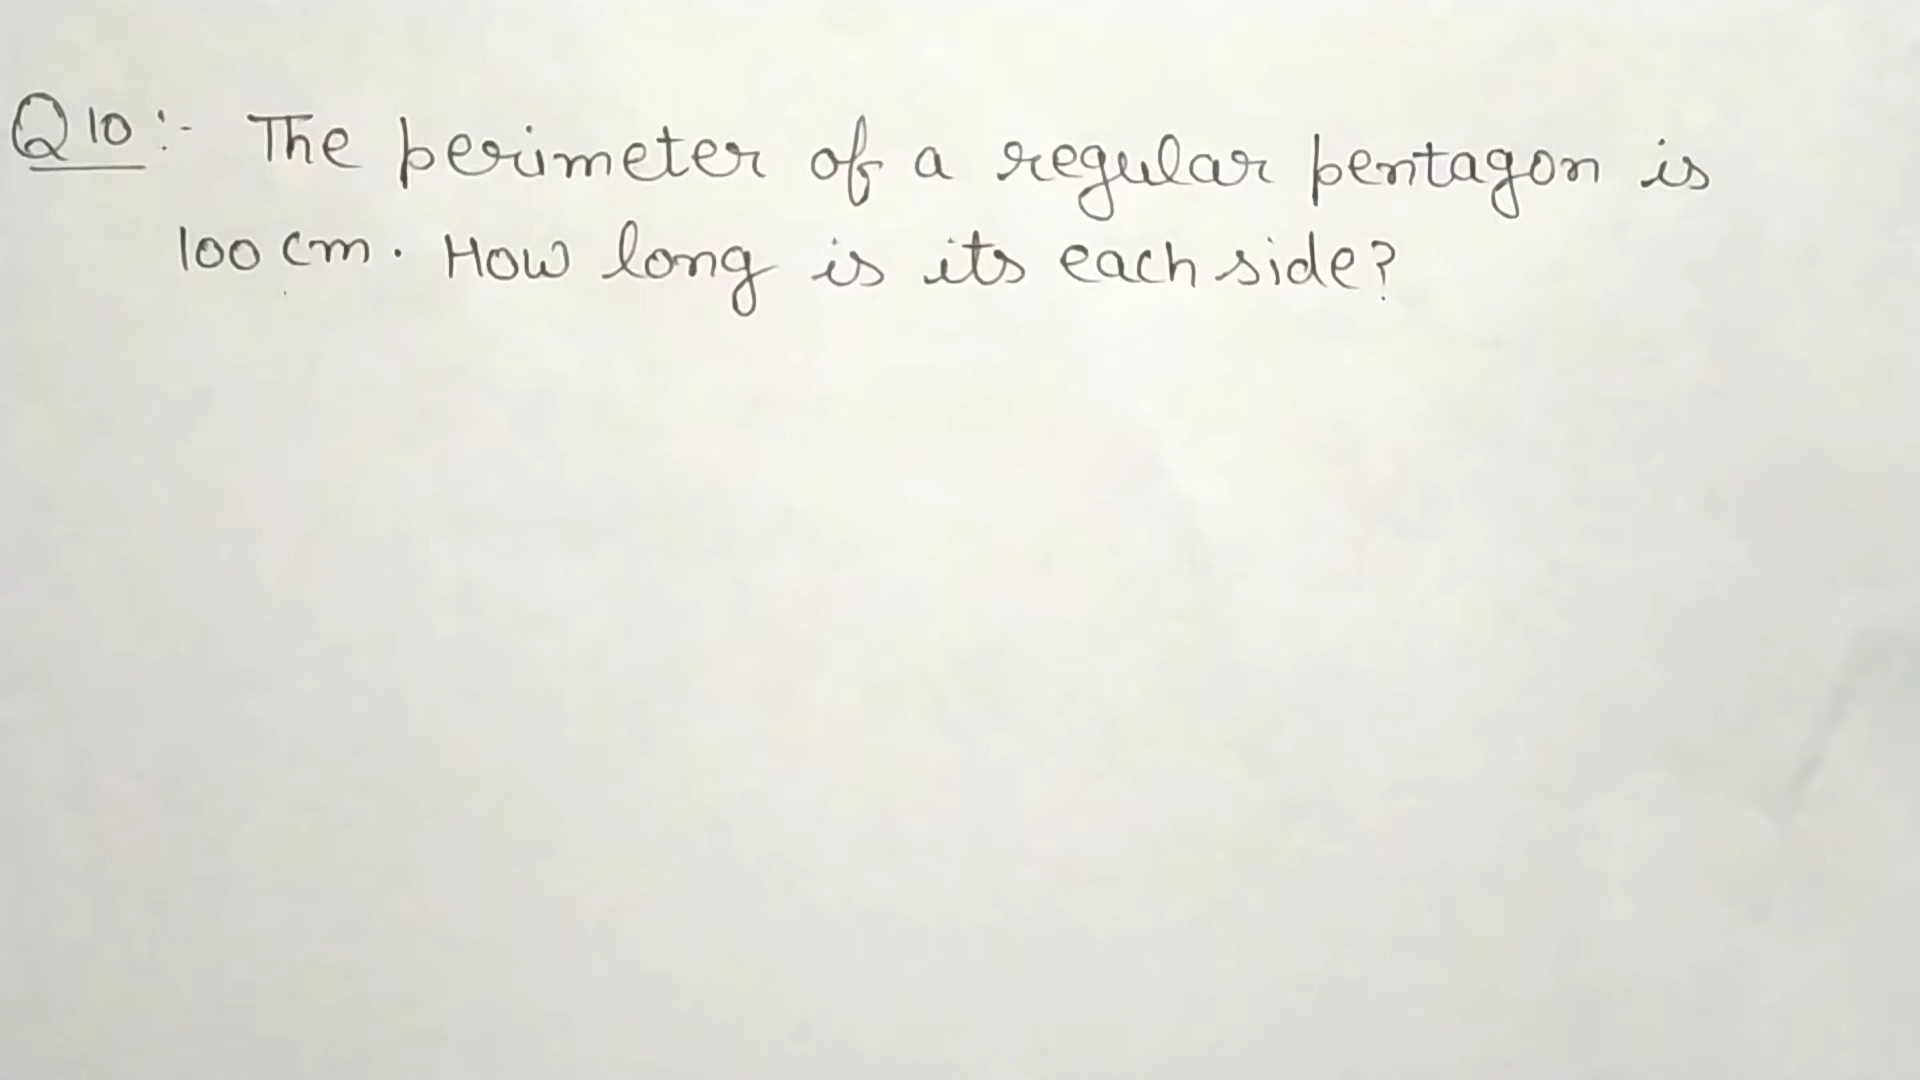 Q10:- The perimeter of a regular pentagon is
100 cm. How long is its each side?